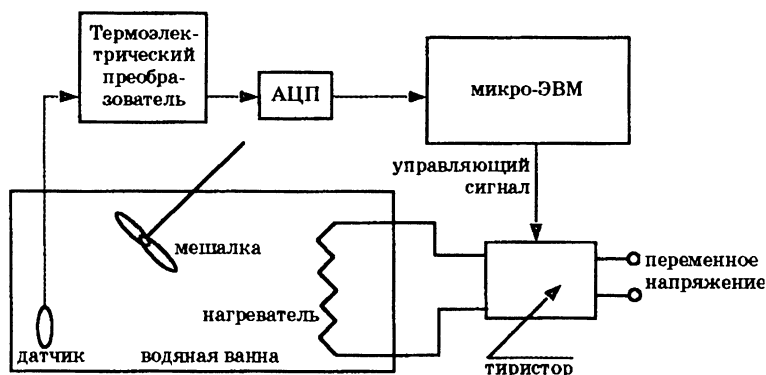 Термоэлек-
трический
преобра-
зователь
АЦП
микро-ЭВМ
управляющий
сигнал
мешалка
переменное
напряжение
нагреватель
датчик
водяная ванна
тиристор